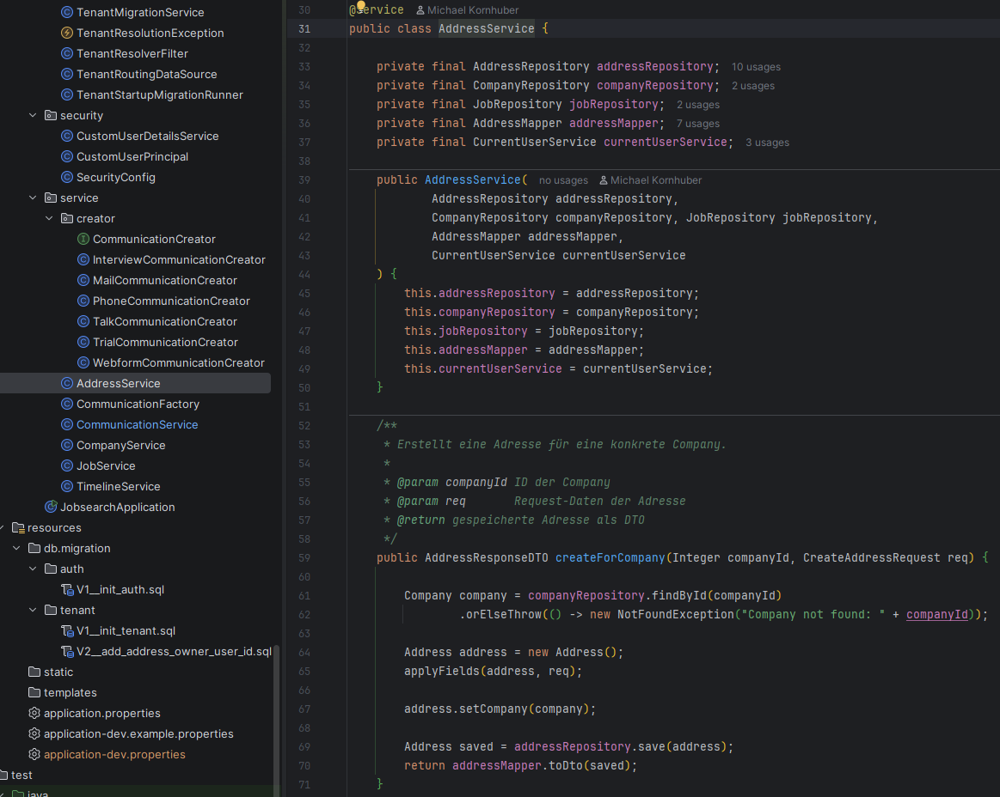 TenantMigrationService
TenantResolutionException
TenantResolverFilter
TenantRoutingDataSource
TenantStartupMigrationRunner
security
CustomUserDetailsService
CustomUserPrincipal
SecurityConfig
service
creator
CommunicationCreator
InterviewCommunicationCreator
MailCommunicationCreator
PhoneCommunicationCreator
TalkCommunicationCreator
TrialCommunicationCreator
WebformCommunicationCreator
AddressService
CommunicationFactory
CommunicationService
CompanyService
JobService
TimelineService
JobsearchApplication
resources
db.migration
auth
V1__init_auth.sql
tenant
V1__init_tenant.sql
V2__add_address_owner_user_id.sql
static
templates
application.properties
application-dev.example.properties
application-dev.properties
test
java
30 @Service Michael Kornhuber
31 public class AddressService {
32
33 private final AddressRepository addressRepository; 10 usages
34 private final CompanyRepository companyRepository; 2 usages
35 private final JobRepository jobRepository; 2 usages
36 private final AddressMapper addressMapper; 7 usages
37 private final CurrentUserService currentUserService; 3 usages
38
39 public AddressService( no usages Michael Kornhuber
40 AddressRepository addressRepository,
41 CompanyRepository companyRepository, JobRepository jobRepository,
42 AddressMapper addressMapper,
43 CurrentUserService currentUserService
44 ) {
45 this.addressRepository = addressRepository;
46 this.companyRepository = companyRepository;
47 this.jobRepository = jobRepository;
48 this.addressMapper = addressMapper;
49 this.currentUserService = currentUserService;
50 }
51
52 /**
53 * Erstellt eine Adresse für eine konkrete Company.
54 *
55 * @param companyId ID der Company
56 * @param req Request-Daten der Adresse
57 * @return gespeicherte Adresse als DTO
58 */
59 public AddressResponseDTO createForCompany(Integer companyId, CreateAddressRequest req) {
60
61 Company company = companyRepository.findById(companyId)
62 .orElseThrow(() -> new NotFoundException("Company not found: " + companyId));
63
64 Address address = new Address();
65 applyFields(address, req);
66
67 address.setCompany(company);
68
69 Address saved = addressRepository.save(address);
70 return addressMapper.toDto(saved);
71 }